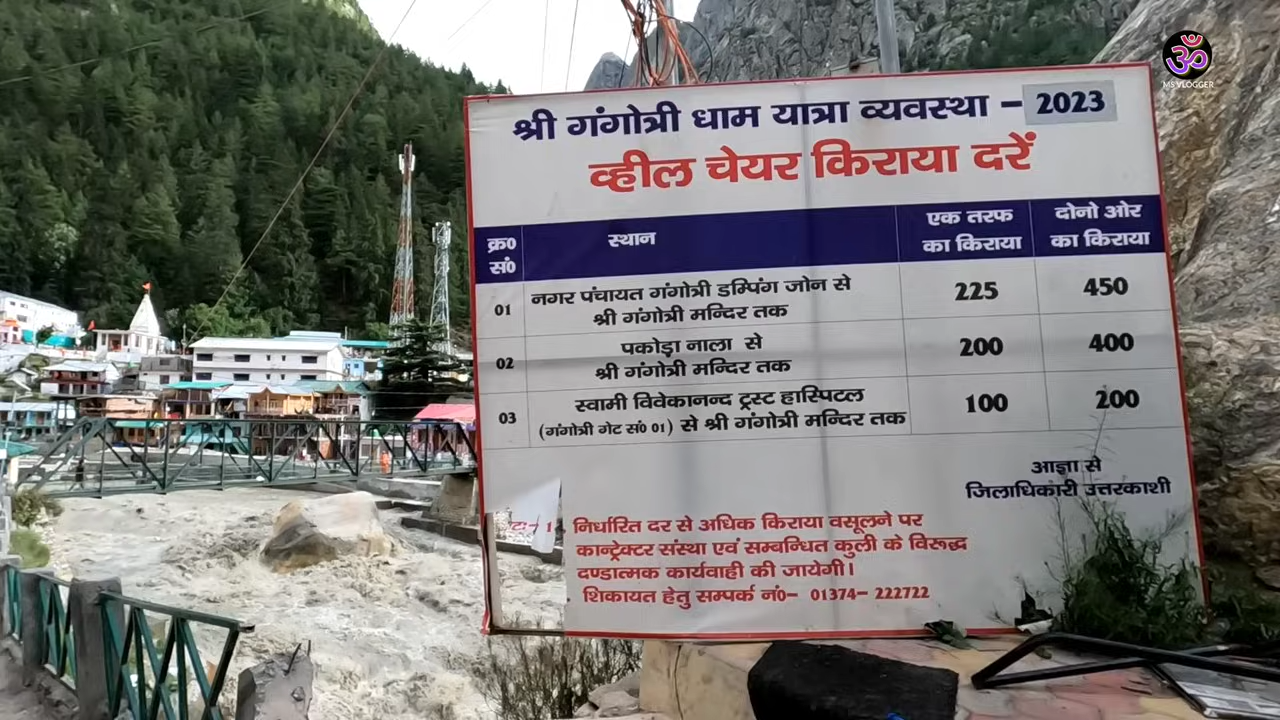 ॐ
MS VLOGGER
श्री गंगोत्री धाम यात्रा व्यवस्था – 2023
व्हील चेयर किराया दरें
क्र० सं०
स्थान
एक तरफ का किराया
दोनो ओर का किराया
01 नगर पंचायत गंगोत्री डम्पिंग जोन से 225 450
श्री गंगोत्री मन्दिर तक
02 पकोड़ा नाला से 200 400
श्री गंगोत्री मन्दिर तक
03 स्वामी विवेकानन्द ट्रस्ट हास्पिटल 100 200
(गंगोत्री गेट सं० 01) से श्री गंगोत्री मन्दिर तक
आज्ञा से
जिलाधिकारी उत्तरकाशी
निर्धारित दर से अधिक किराया वसूलने पर
कान्ट्रेक्टर संस्था एवं सम्बन्धित कुली के विरूद्ध
दण्डात्मक कार्यवाही की जायेगी।
शिकायत हेतु सम्पर्क नं०– 01374– 222722